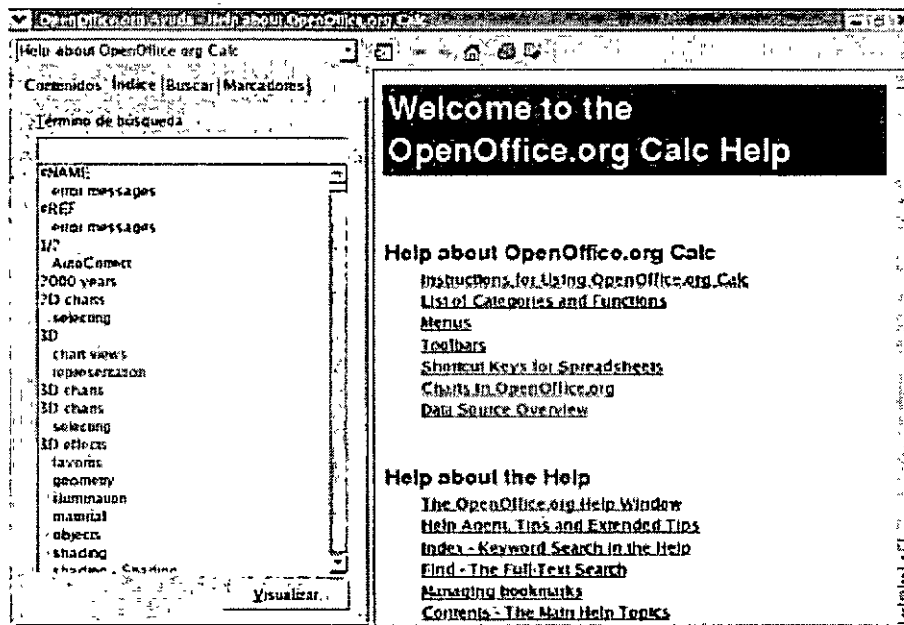 OpenOffice.org Ayuda - Help about OpenOffice.org Calc
Help about OpenOffice.org Calc
Contenidos Índice Buscar Marcadores
Término de búsqueda
#NAME
error messages
#REF
error messages
1/2
AutoCorrect
2000 years
2D charts
selecting
3D
chart views
representation
3D charts
3D charts
selecting
3D effects
favorits
geometry
illumination
material
objects
shading
shading - Shading
Visualizar
Welcome to the
OpenOffice.org Calc Help
Help about OpenOffice.org Calc
Instructions for Using OpenOffice.org Calc
List of Categories and Functions
Menus
Toolbars
Shortcut Keys for Spreadsheets
Charts in OpenOffice.org
Data Source Overview
Help about the Help
The OpenOffice.org Help Window
Help Agent, Tips and Extended Tips
Index - Keyword Search in the Help
Find - The Full-Text Search
Managing bookmarks
Contents - The Main Help Topics